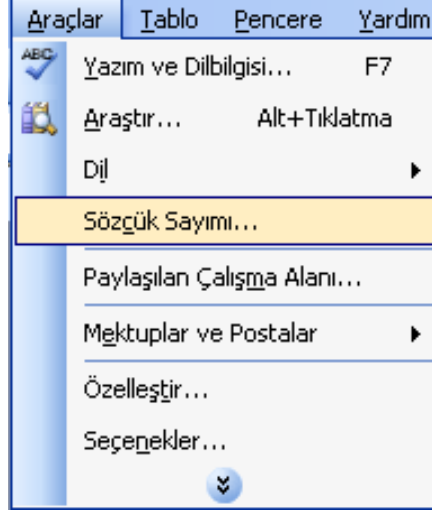 Araçlar Tablo Pencere Yardım
ABC Yazım ve Dilbilgisi... F7
Araştır... Alt+Tıklatma
Dil
Sözcük Sayımı...
Paylaşılan Çalışma Alanı...
Mektuplar ve Postalar
Özelleştir...
Seçenekler...